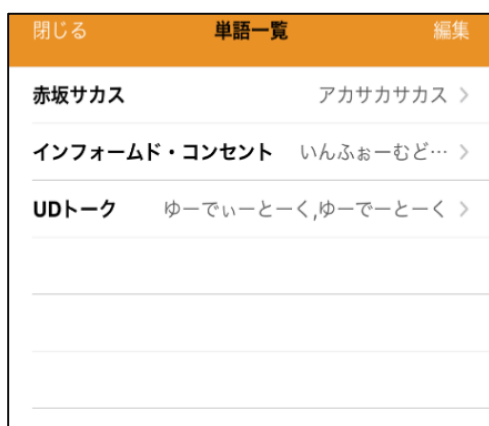 閉じる 単語一覧 編集
赤坂サカス アカサカサカス
インフォームド・コンセント いんふぉーむど…
UDトーク ゆーでぃーとーく,ゆーでーとーく